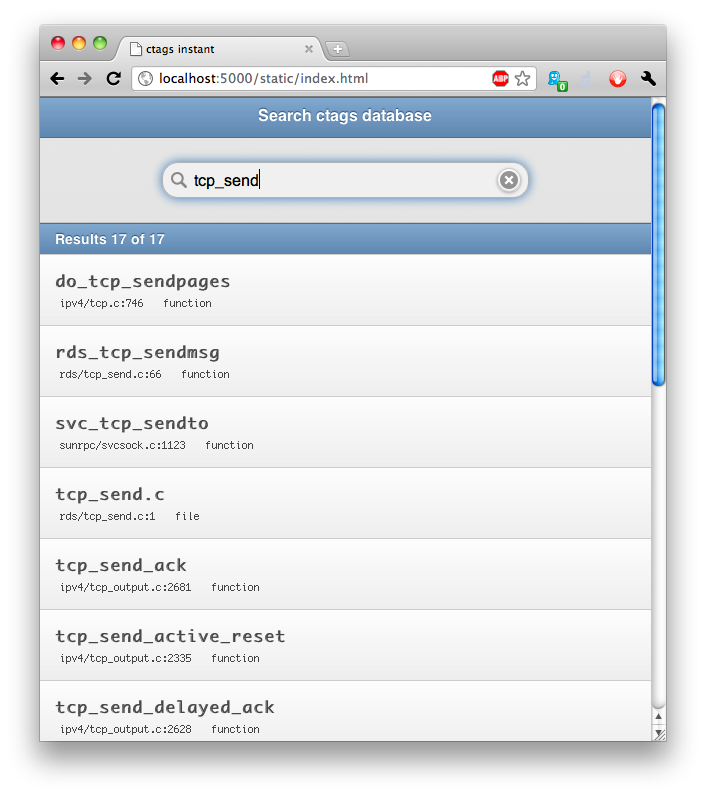 ctags instant
localhost:5000/static/index.html
ABP
0
Search ctags database
tcp_send
Results 17 of 17
do_tcp_sendpages
ipv4/tcp.c:746 function
rds_tcp_sendmsg
rds/tcp_send.c:66 function
svc_tcp_sendto
sunrpc/svcsock.c:1123 function
tcp_send.c
rds/tcp_send.c:1 file
tcp_send_ack
ipv4/tcp_output.c:2681 function
tcp_send_active_reset
ipv4/tcp_output.c:2335 function
tcp_send_delayed_ack
ipv4/tcp_output.c:2628 function